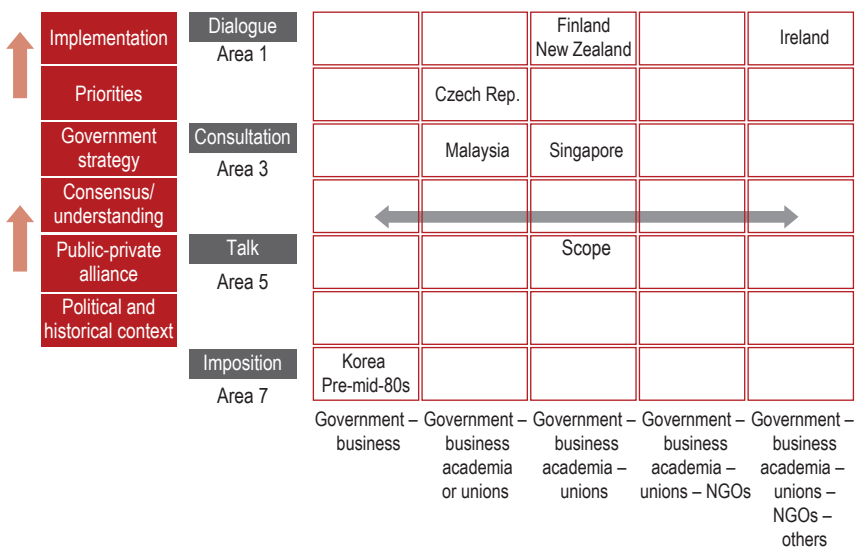 Implementation
Dialogue
Area 1
Finland
New Zealand
Ireland
Priorities
Czech Rep.
Government
strategy
Consultation
Area 3
Malaysia
Singapore
Consensus/
understanding
Public-private
alliance
Talk
Area 5
Scope
Political and
historical context
Imposition
Area 7
Korea
Pre-mid-80s
Government –
business
Government –
business
academia
or unions
Government –
business
academia –
unions
Government –
business
academia –
unions – NGOs
Government –
business
academia –
unions –
NGOs –
others